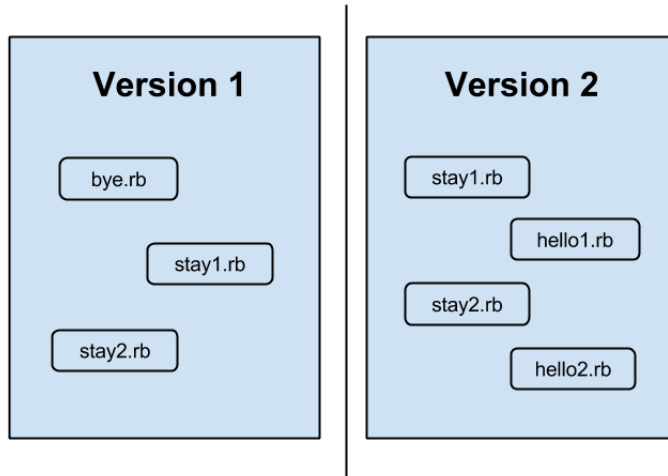 Version 1
bye.rb
stay1.rb
stay2.rb
Version 2
stay1.rb
hello1.rb
stay2.rb
hello2.rb